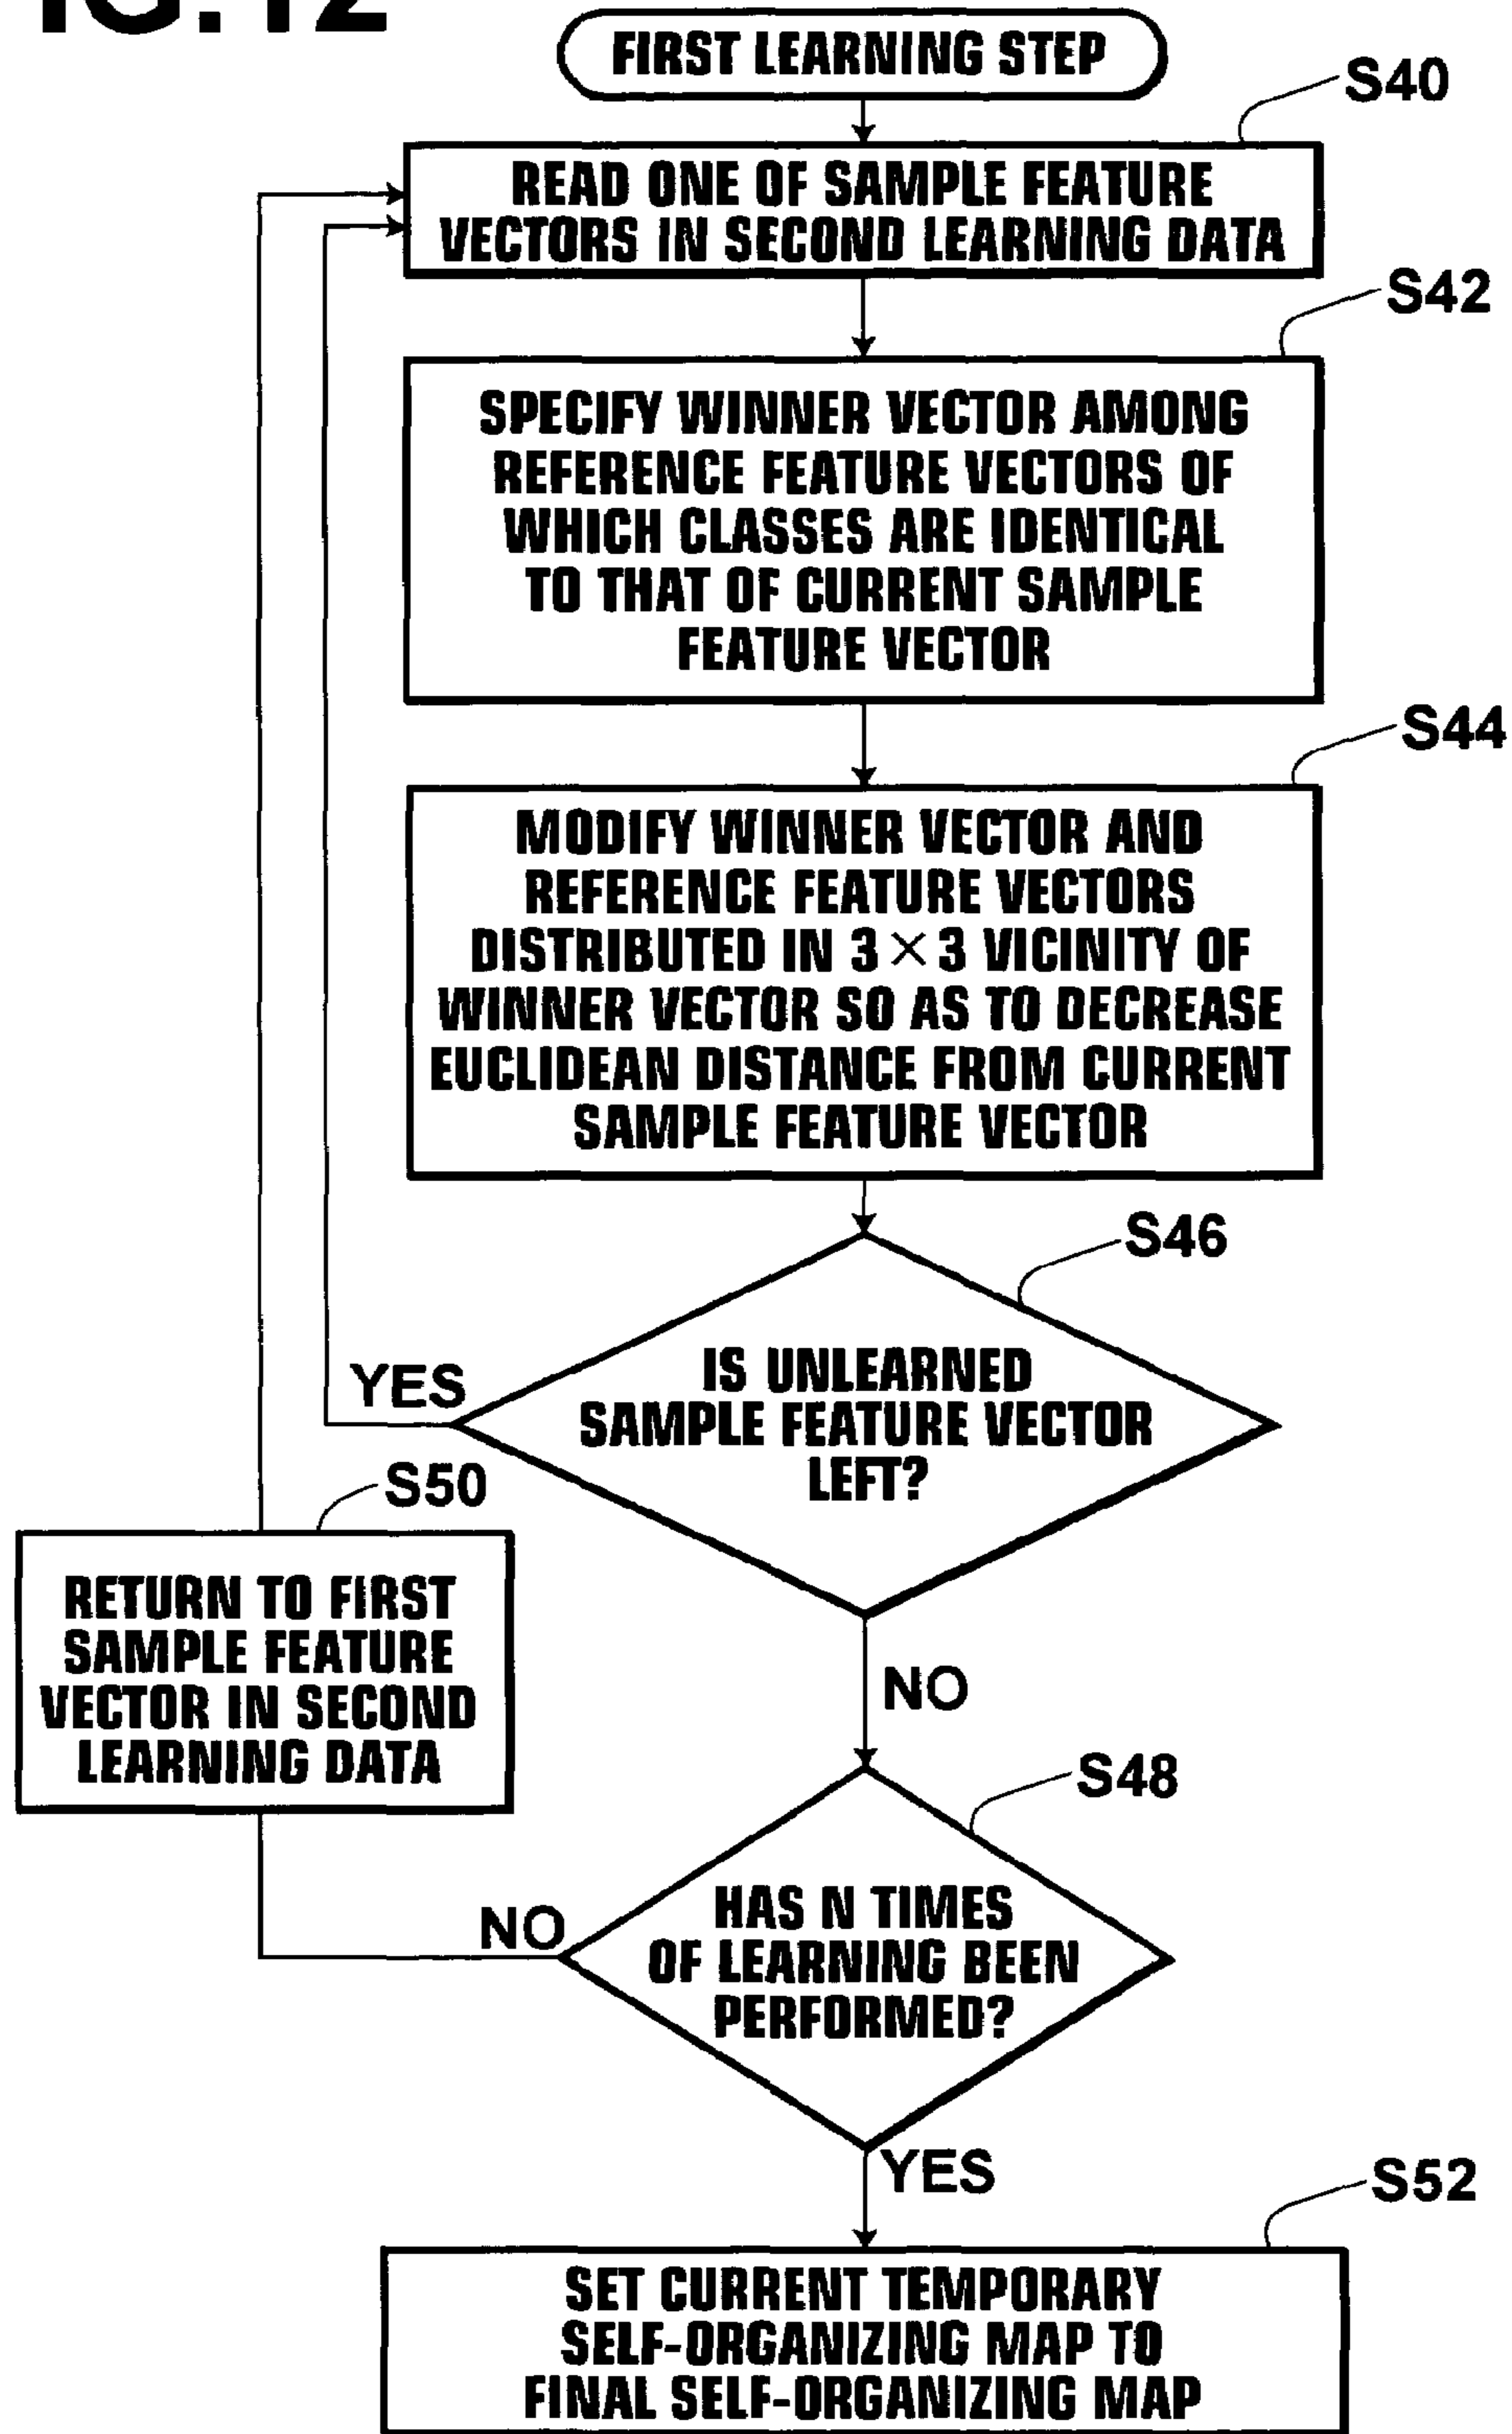 FIRST LEARNING STEP
S40
READ ONE OF SAMPLE FEATURE
VECTORS IN SECOND LEARNING DATA
S42
SPECIFY WINNER VECTOR AMONG
REFERENCE FEATURE VECTORS OF
WHICH CLASSES ARE IDENTICAL
TO THAT OF CURRENT SAMPLE
FEATURE VECTOR
S44
MODIFY WINNER VECTOR AND
REFERENCE FEATURE VECTORS
DISTRIBUTED IN 3×3 VICINITY OF
WINNER VECTOR SO AS TO DECREASE
EUCLIDEAN DISTANCE FROM CURRENT
SAMPLE FEATURE VECTOR
S46
IS UNLEARNED
SAMPLE FEATURE VECTOR
LEFT?
YES
NO
S50
RETURN TO FIRST
SAMPLE FEATURE
VECTOR IN SECOND
LEARNING DATA
S48
HAS N TIMES
OF LEARNING BEEN
PERFORMED?
NO
YES
S52
SET CURRENT TEMPORARY
SELF-ORGANIZING MAP TO
FINAL SELF-ORGANIZING MAP